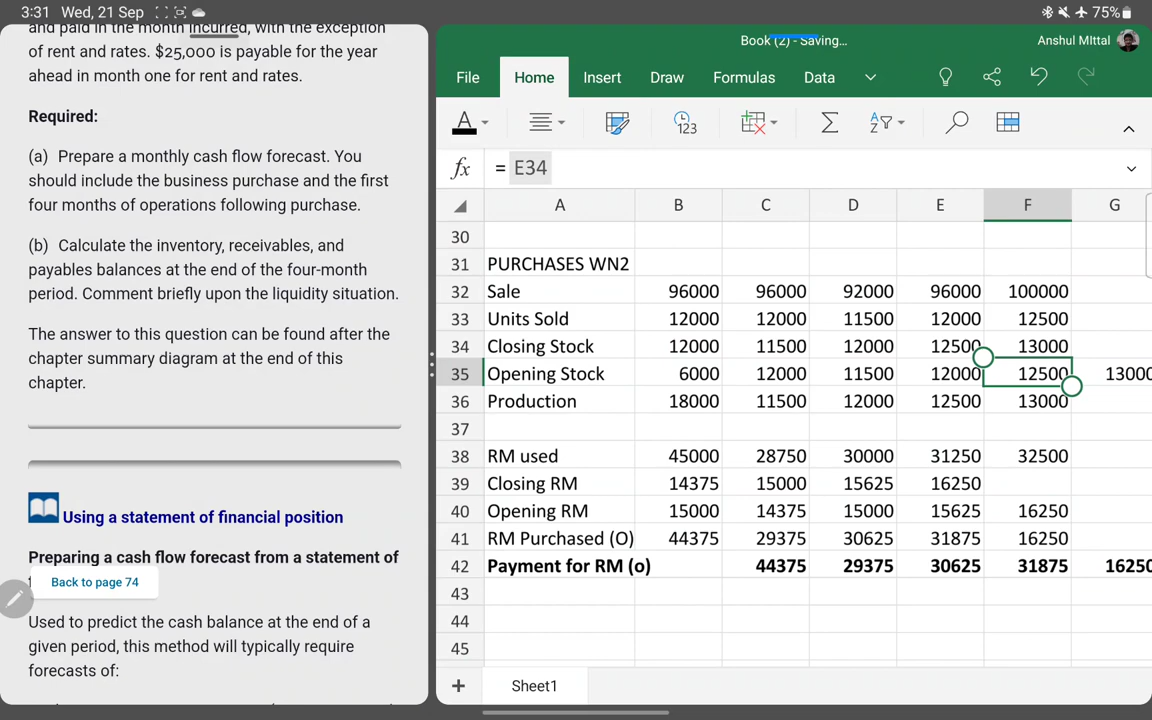 3:31 Wed, 21 Sep
75%
and paid in the month incurred, with the exception
of rent and rates. $25,000 is payable for the year
ahead in month one for rent and rates.
Required:
(a) Prepare a monthly cash flow forecast. You
should include the business purchase and the first
four months of operations following purchase.
(b) Calculate the inventory, receivables, and
payables balances at the end of the four-month
period. Comment briefly upon the liquidity situation.
The answer to this question can be found after the
chapter summary diagram at the end of this
chapter.
Using a statement of financial position
Preparing a cash flow forecast from a statement of
Back to page 74
Used to predict the cash balance at the end of a
given period, this method will typically require
forecasts of:
Book (2) - Saving...
Anshul MIttal
File Home Insert Draw Formulas Data
A 123
fx = E34
A B C D E F G
30
31 PURCHASES WN2
32 Sale 96000 96000 92000 96000 100000
33 Units Sold 12000 12000 11500 12000 12500
34 Closing Stock 12000 11500 12000 12500 13000
35 Opening Stock 6000 12000 11500 12000 12500 13000
36 Production 18000 11500 12000 12500 13000
37
38 RM used 45000 28750 30000 31250 32500
39 Closing RM 14375 15000 15625 16250
40 Opening RM 15000 14375 15000 15625 16250
41 RM Purchased (O) 44375 29375 30625 31875 16250
42 Payment for RM (o) 44375 29375 30625 31875 16250
43
44
45
+ Sheet1